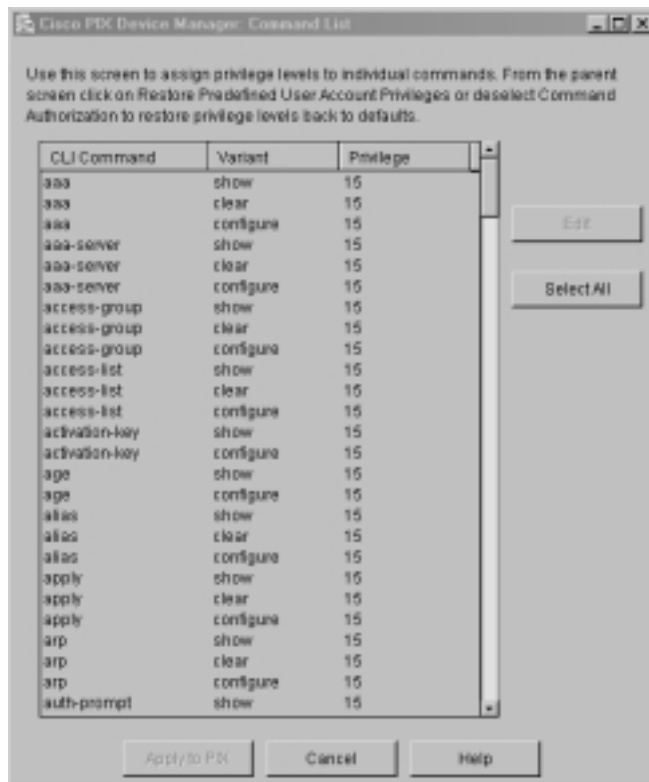 Cisco PIX Device Manager: Command List
Use this screen to assign privilege levels to individual commands. From the parent
screen click on Restore Predefined User Account Privileges or deselect Command
Authorization to restore privilege levels back to defaults.
CLI Command Variant Privilege
aaa show 15
aaa clear 15
aaa configure 15
aaa-server show 15
aaa-server clear 15
aaa-server configure 15
access-group show 15
access-group clear 15
access-group configure 15
access-list show 15
access-list clear 15
access-list configure 15
activation-key show 15
activation-key configure 15
age show 15
age configure 15
alias show 15
alias clear 15
alias configure 15
apply show 15
apply clear 15
apply configure 15
arp show 15
arp clear 15
arp configure 15
auth-prompt show 15
Edit
Select All
Apply to PIX Cancel Help